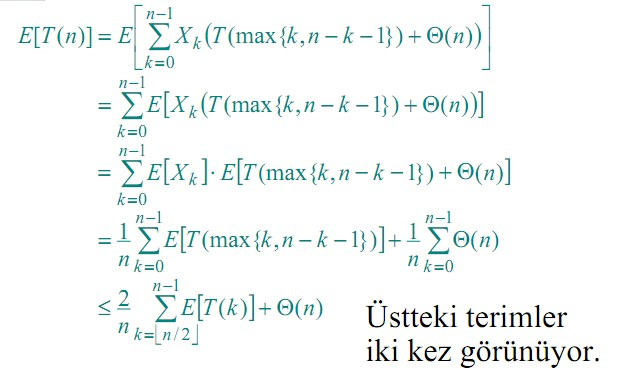 E[T(n)] = E[∑_{k=0}^{n−1} X_k(T(max{k, n − k − 1}) + Θ(n))]
= ∑_{k=0}^{n−1} E[X_k(T(max{k, n − k − 1}) + Θ(n))]
= ∑_{k=0}^{n−1} E[X_k] · E[T(max{k, n − k − 1}) + Θ(n)]
= 1/n ∑_{k=0}^{n−1} E[T(max{k, n − k − 1})] + 1/n ∑_{k=0}^{n−1} Θ(n)
≤ 2/n ∑_{k=⌊n/2⌋}^{n−1} E[T(k)] + Θ(n)
Üstteki terimler
iki kez görünüyor.